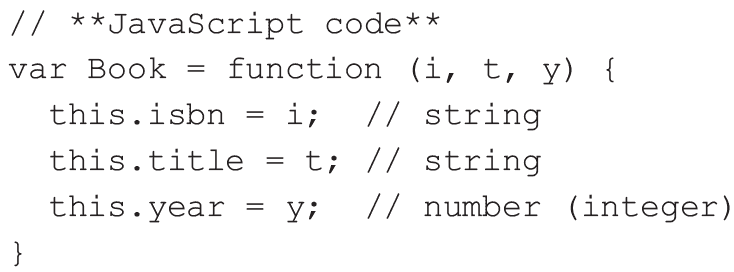 // **JavaScript code**
var Book = function (i, t, y) {
  this.isbn = i;  // string
  this.title = t; // string
  this.year = y;  // number (integer)
}